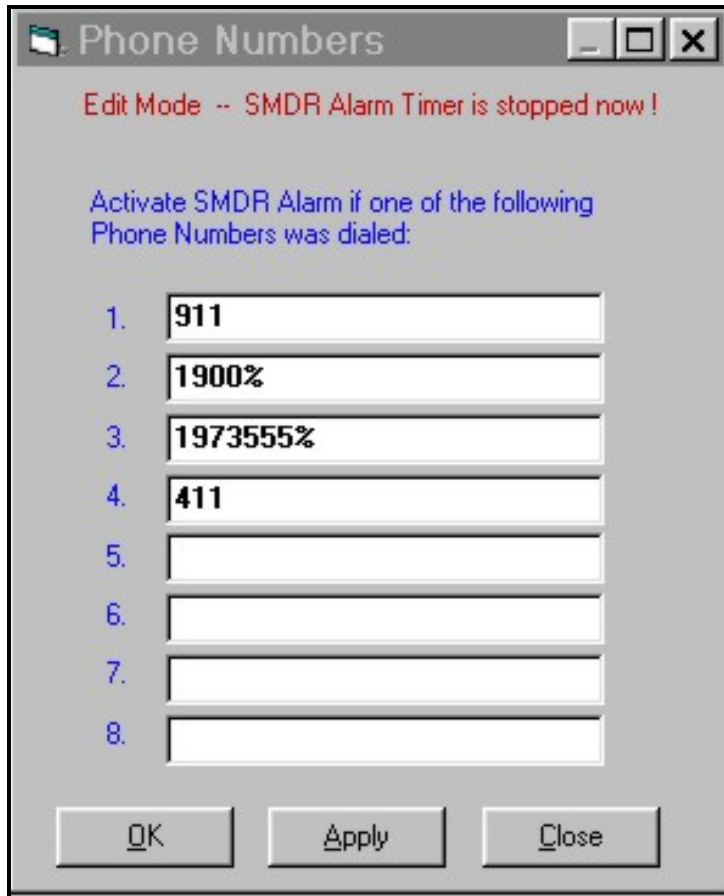 Phone Numbers
Edit Mode -- SMDR Alarm Timer is stopped now !
Activate SMDR Alarm if one of the following
Phone Numbers was dialed:
1. 911
2. 1900%
3. 1973555%
4. 411
5.
6.
7.
8.
OK Apply Close